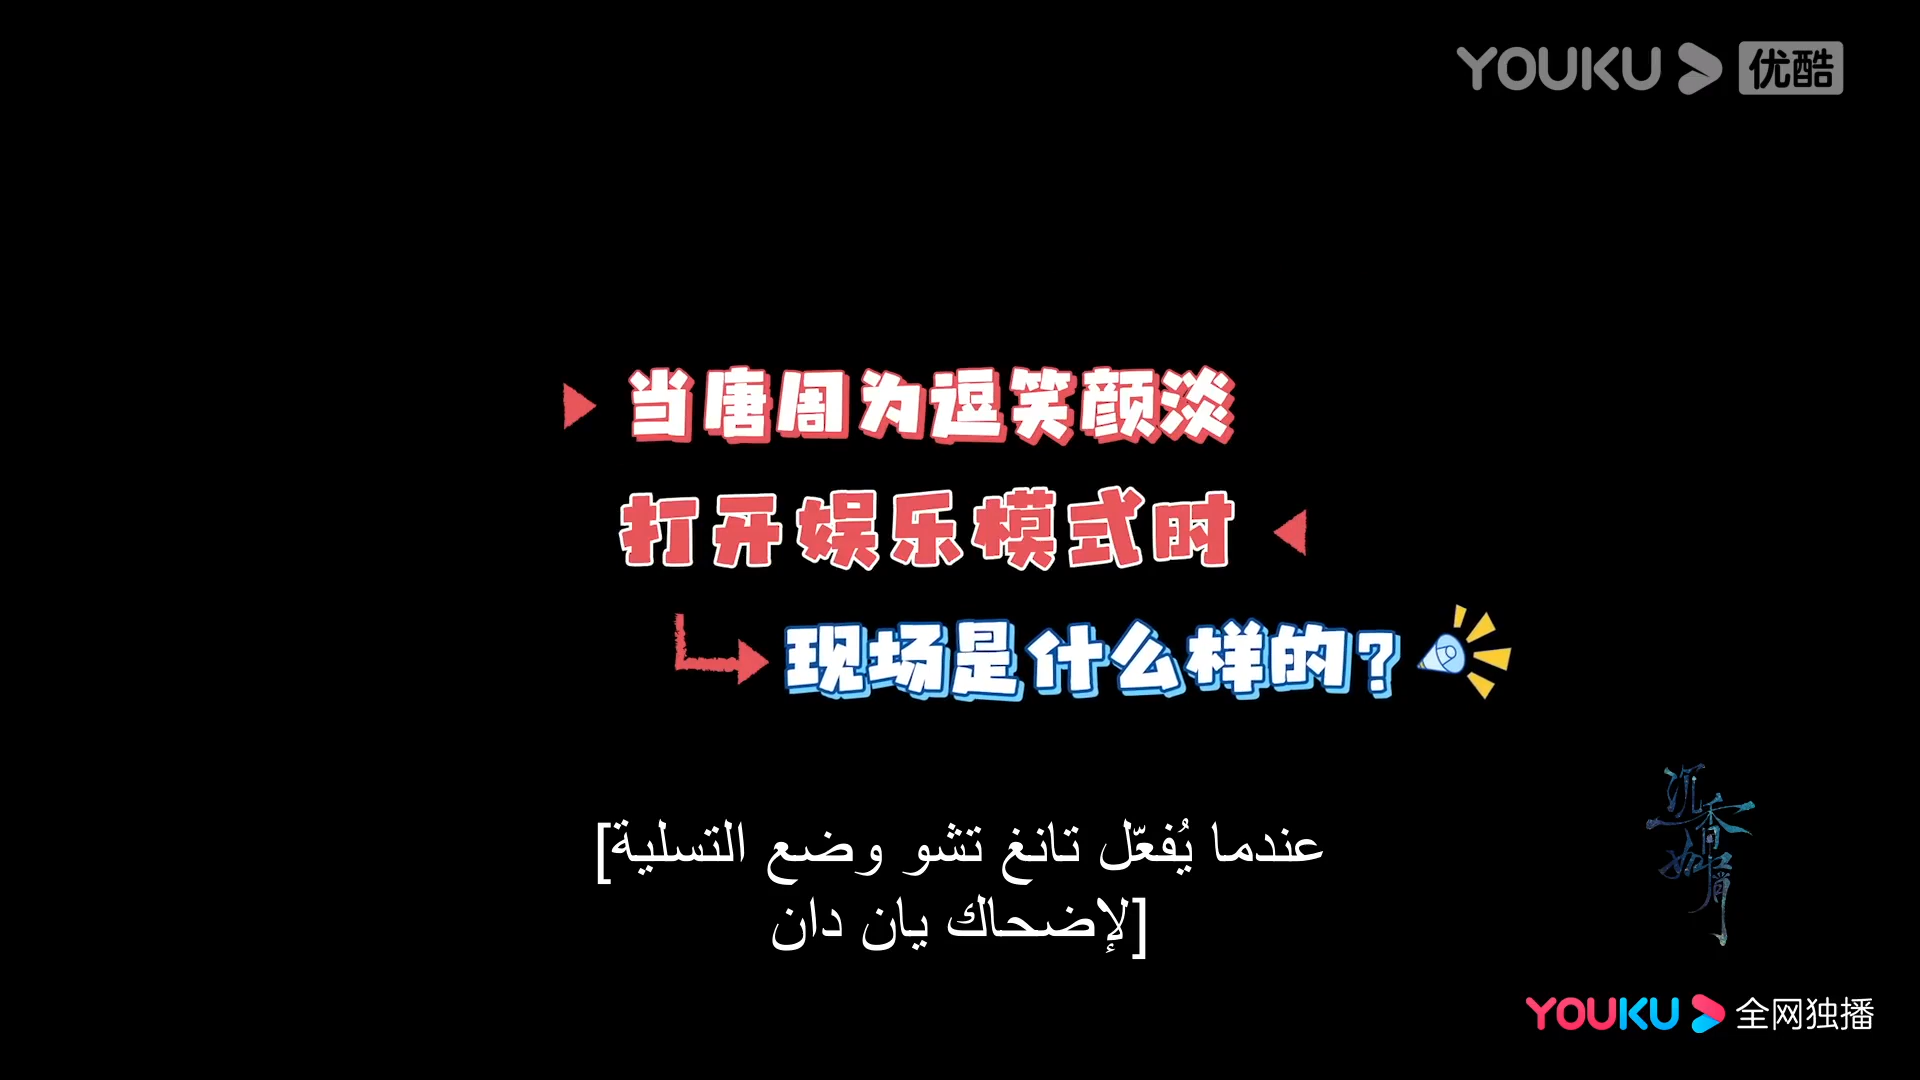 YOUKU 优酷
当唐周为逗笑颜淡
打开娱乐模式时
现场是什么样的？
[عندما يُفعّل تانغ تشو وضع التسلية
لإضحاك يان دان]
沉香如屑
YOUKU 全网独播